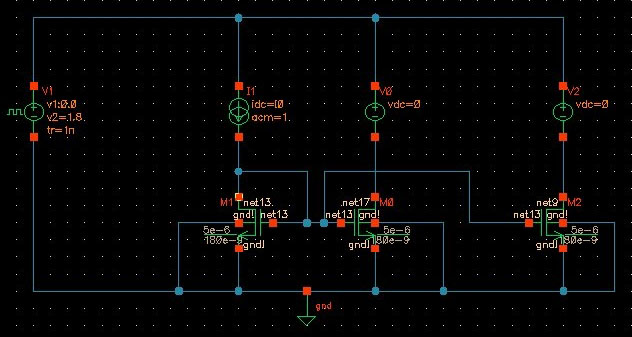 V1
v1:0.0
v2=1.8
tr=1n
I1
idc=I0
acm=1
V0
vdc=0
V2
vdc=0
M1
net13
gnd!
net13
5e-6
180e-9
gnd!
net17
M0
net13
gnd!
5e-6
180e-9
gnd!
net9
M2
gnd!
net13
5e-6
180e-9
gnd!
gnd